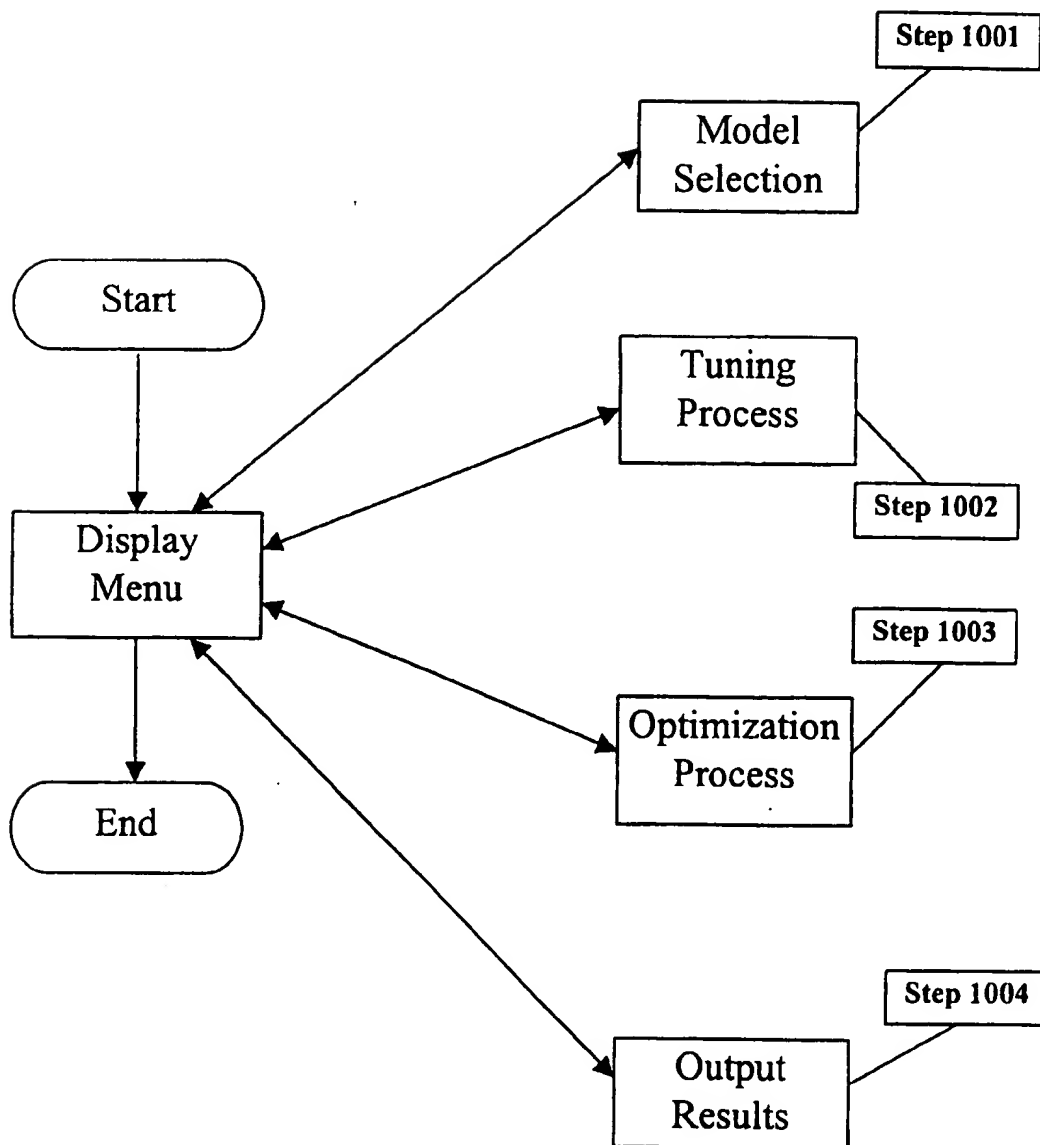 Step 1001
Model
Selection
Start
Tuning
Process
Step 1002
Display
Menu
Step 1003
Optimization
Process
End
Step 1004
Output
Results